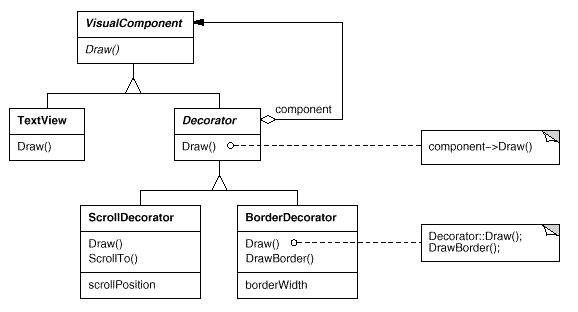 VisualComponent
Draw()
TextView
Draw()
Decorator
Draw()
component
component->Draw()
ScrollDecorator
Draw()
ScrollTo()
scrollPosition
BorderDecorator
Draw()
DrawBorder()
borderWidth
Decorator::Draw();
DrawBorder();